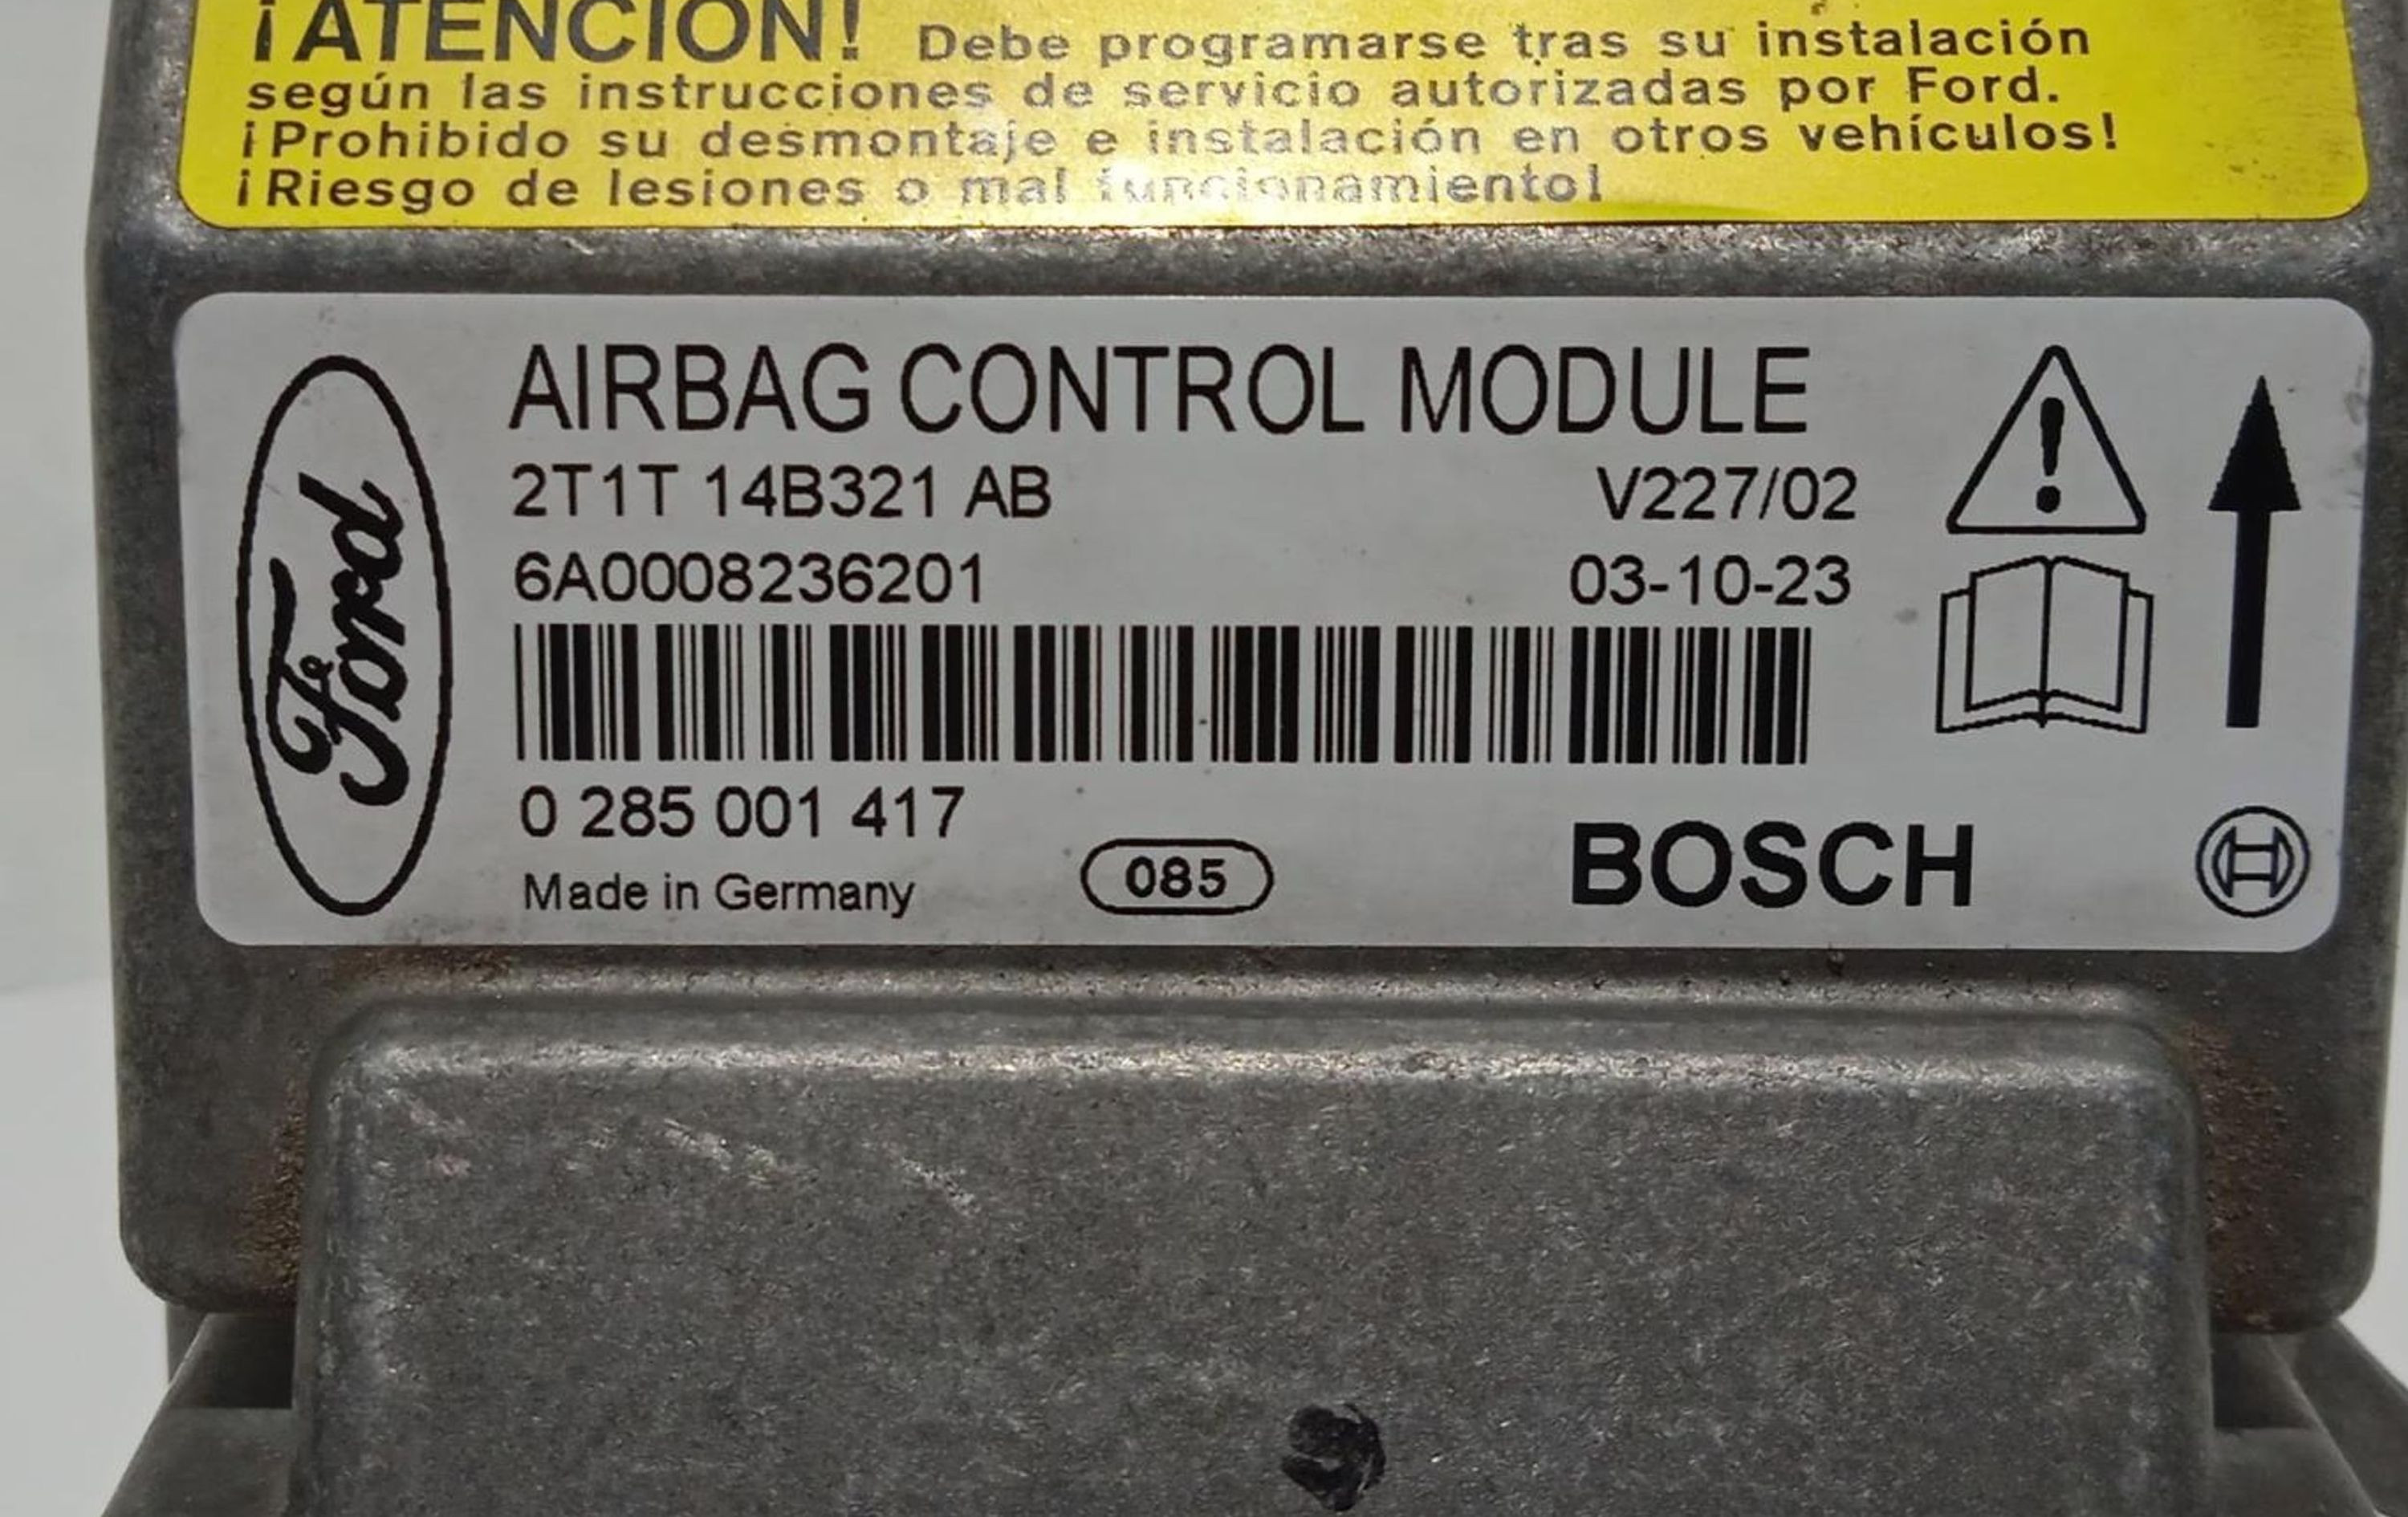 ¡ATENCIÓN! Debe programarse tras su instalación
según las instrucciones de servicio autorizadas por Ford.
¡Prohibido su desmontaje e instalación en otros vehículos!
¡Riesgo de lesiones o mal funcionamiento!
Ford
AIRBAG CONTROL MODULE
2T1T 14B321 AB V227/02
6A0008236201 03-10-23
0 285 001 417
Made in Germany 085 BOSCH